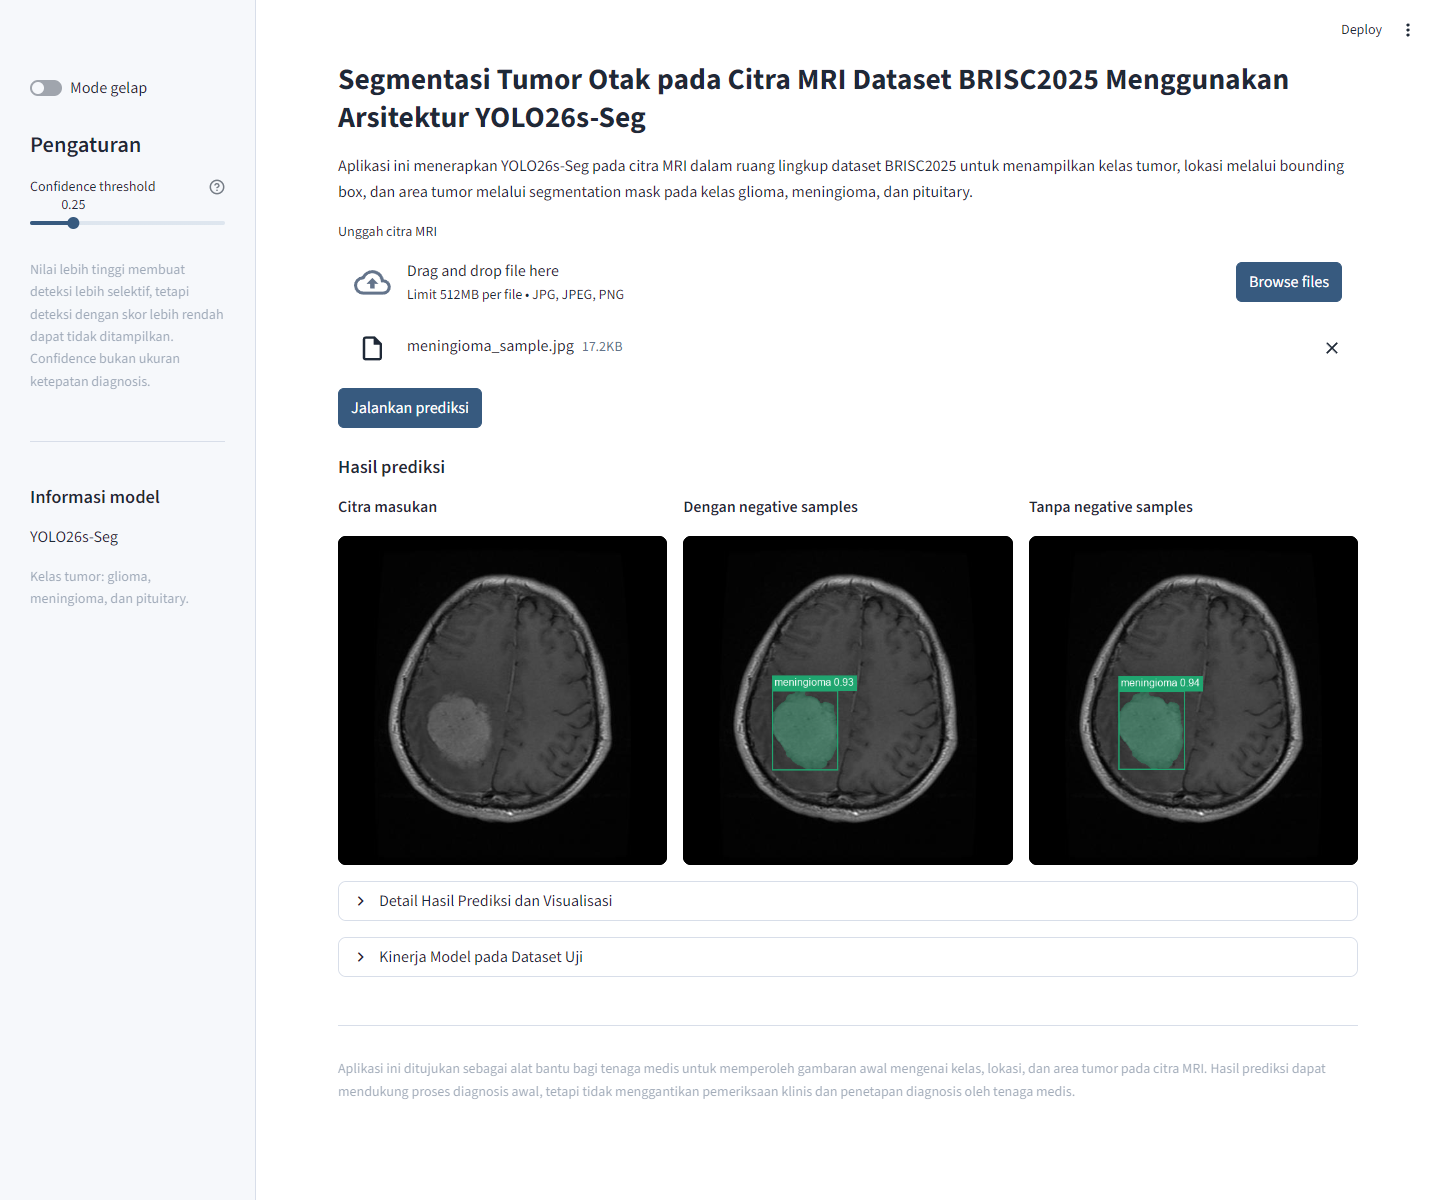 Deploy
Mode gelap
Pengaturan
Confidence threshold
0.25
Nilai lebih tinggi membuat
deteksi lebih selektif, tetapi
deteksi dengan skor lebih rendah
dapat tidak ditampilkan.
Confidence bukan ukuran
ketepatan diagnosis.
Informasi model
YOLO26s-Seg
Kelas tumor: glioma,
meningioma, dan pituitary.
Segmentasi Tumor Otak pada Citra MRI Dataset BRISC2025 Menggunakan
Arsitektur YOLO26s-Seg
Aplikasi ini menerapkan YOLO26s-Seg pada citra MRI dalam ruang lingkup dataset BRISC2025 untuk menampilkan kelas tumor, lokasi melalui bounding
box, dan area tumor melalui segmentation mask pada kelas glioma, meningioma, dan pituitary.
Unggah citra MRI
Drag and drop file here
Limit 512MB per file • JPG, JPEG, PNG
Browse files
meningioma_sample.jpg 17.2KB
Jalankan prediksi
Hasil prediksi
Citra masukan
Dengan negative samples
Tanpa negative samples
meningioma 0.93
meningioma 0.94
Detail Hasil Prediksi dan Visualisasi
Kinerja Model pada Dataset Uji
Aplikasi ini ditujukan sebagai alat bantu bagi tenaga medis untuk memperoleh gambaran awal mengenai kelas, lokasi, dan area tumor pada citra MRI. Hasil prediksi dapat
mendukung proses diagnosis awal, tetapi tidak menggantikan pemeriksaan klinis dan penetapan diagnosis oleh tenaga medis.